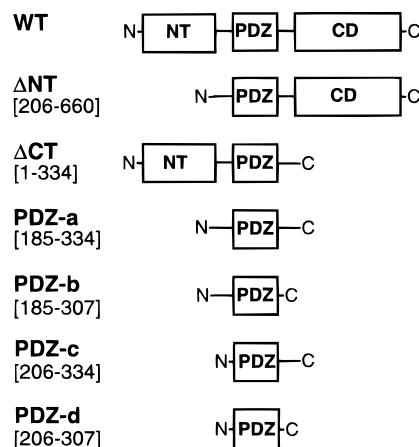 WT
N NT PDZ CD C
ΔNT
N PDZ CD C
[206-660]
ΔCT
N NT PDZ C
[1-334]
PDZ-a
N PDZ C
[185-334]
PDZ-b
N PDZ C
[185-307]
PDZ-c
N PDZ C
[206-334]
PDZ-d
N PDZ C
[206-307]